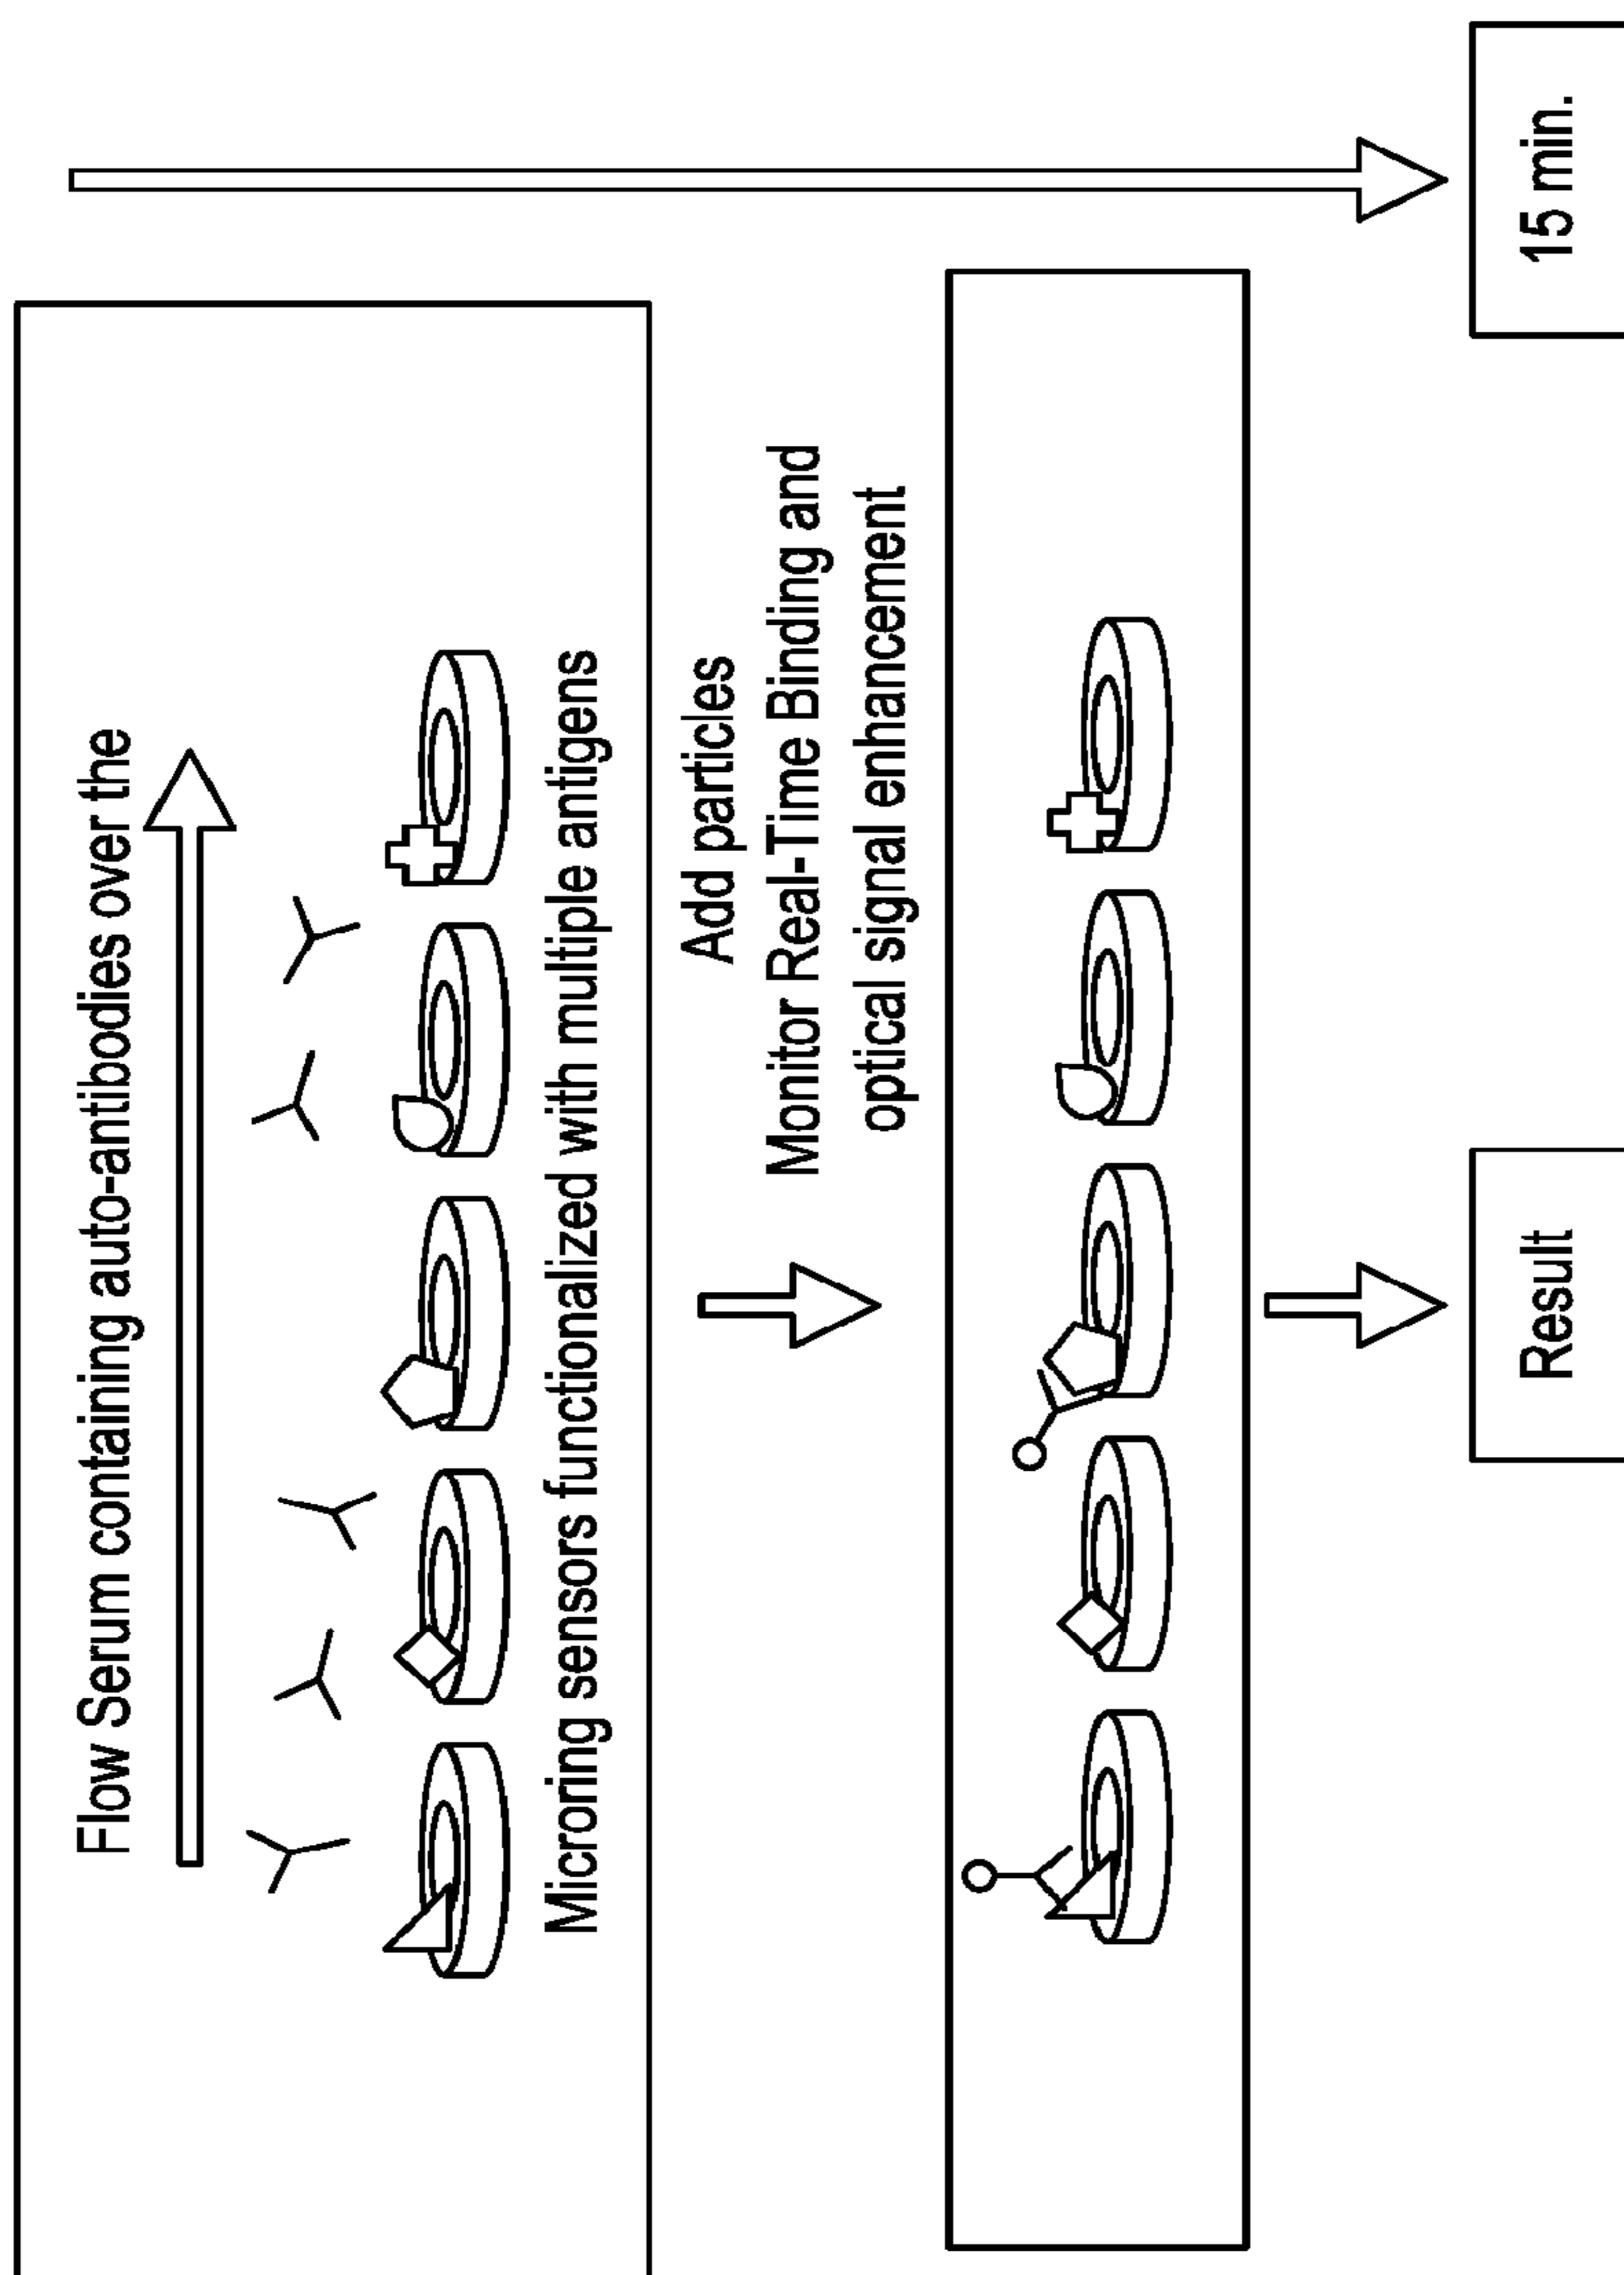 Flow Serum containing auto-antibodies over the
Microring sensors functionalized with multiple antigens
Add particles
Monitor Real-Time Binding and
optical signal enhancement
Result
15 min.